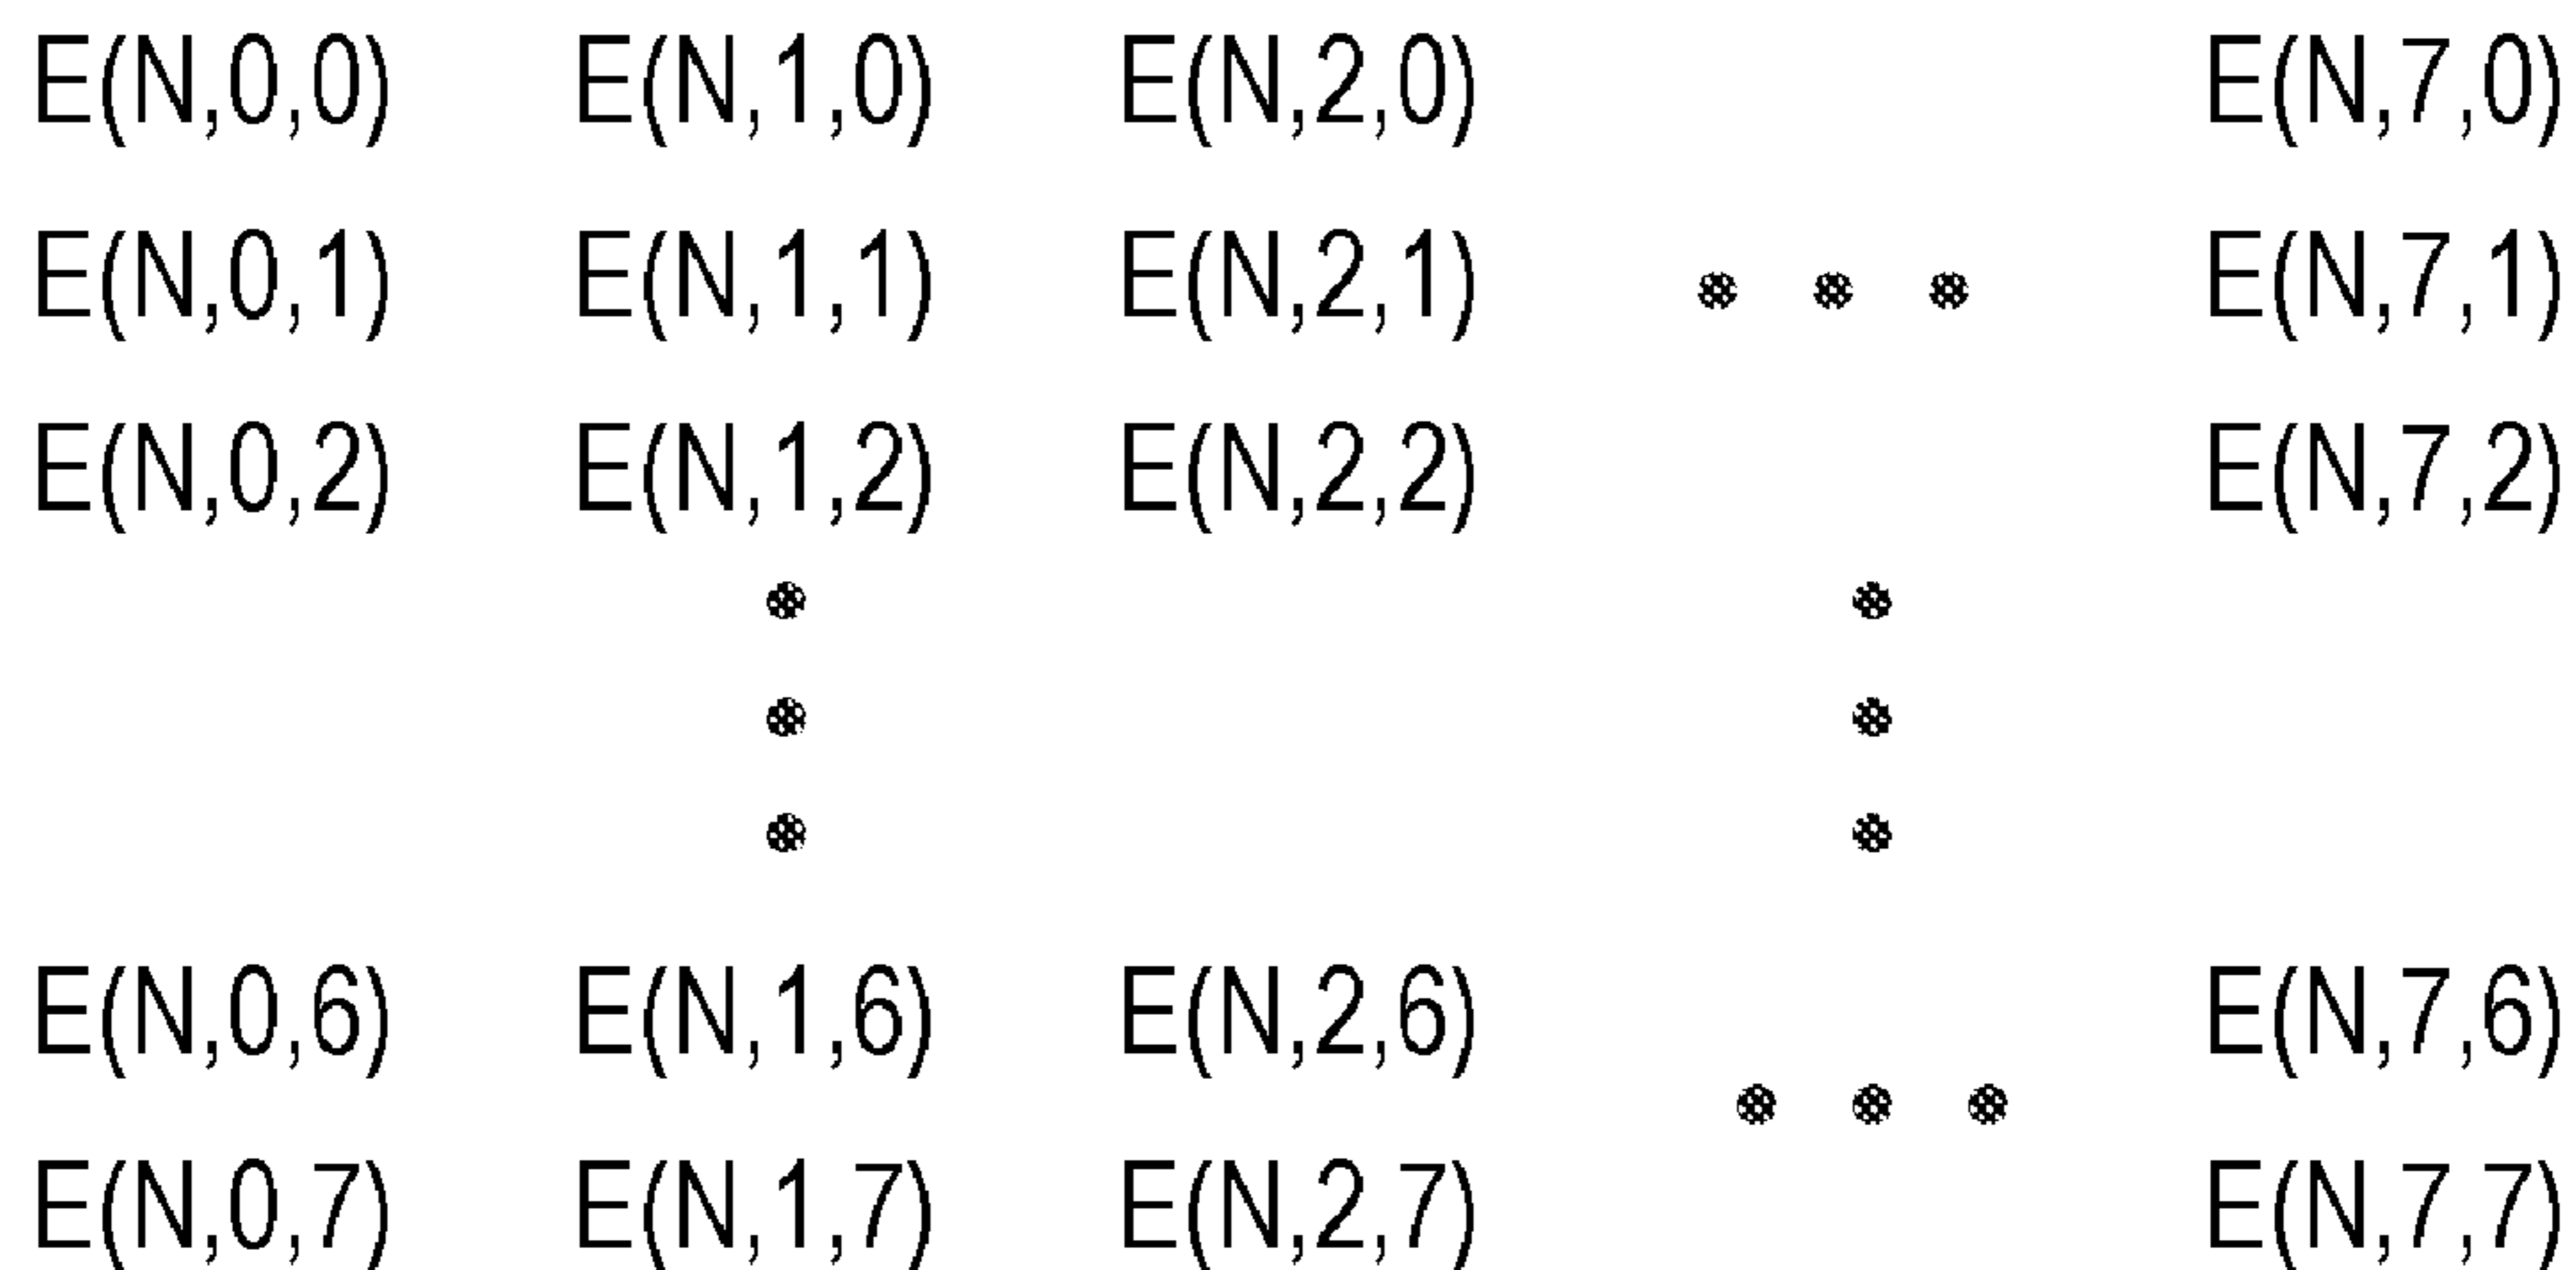 E(N,0,0) E(N,1,0) E(N,2,0) E(N,7,0)
E(N,0,1) E(N,1,1) E(N,2,1) • • • E(N,7,1)
E(N,0,2) E(N,1,2) E(N,2,2) E(N,7,2)
• •
• •
• •
E(N,0,6) E(N,1,6) E(N,2,6) E(N,7,6)
• • •
E(N,0,7) E(N,1,7) E(N,2,7) E(N,7,7)